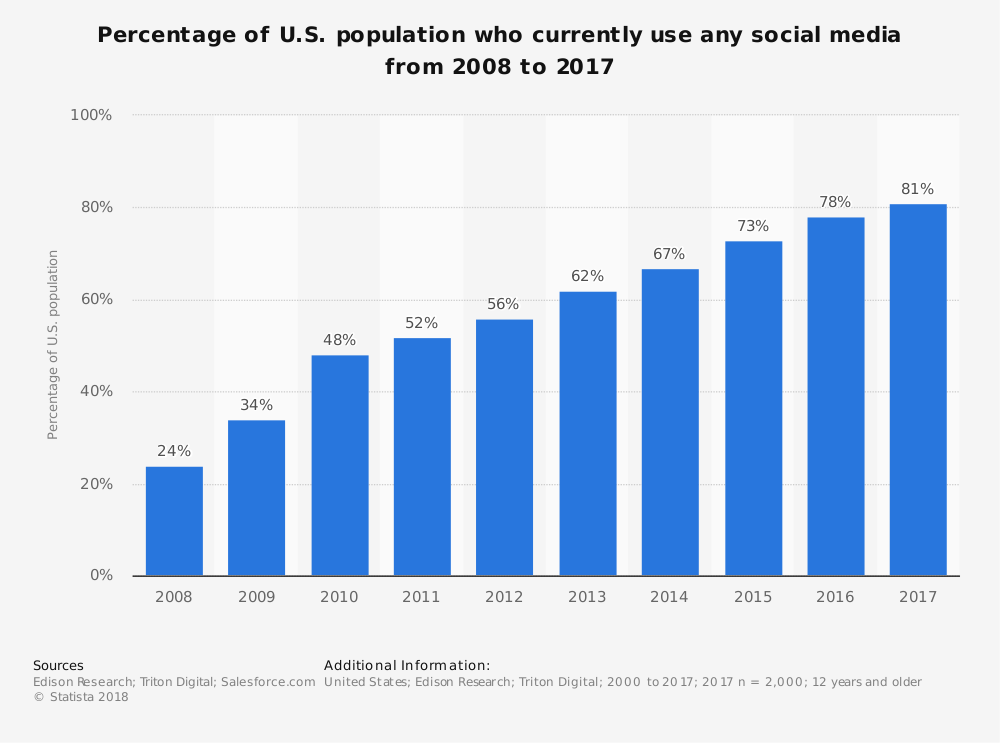 Percentage of U.S. population who currently use any social media
from 2008 to 2017
100%
80%
60%
40%
20%
0%
Percentage of U.S. population
24%
34%
48%
52%
56%
62%
67%
73%
78%
81%
2008 2009 2010 2011 2012 2013 2014 2015 2016 2017
Sources
Edison Research; Triton Digital; Salesforce.com
© Statista 2018
Additional Information:
United States; Edison Research; Triton Digital; 2000 to 2017; 2017 n = 2,000; 12 years and older